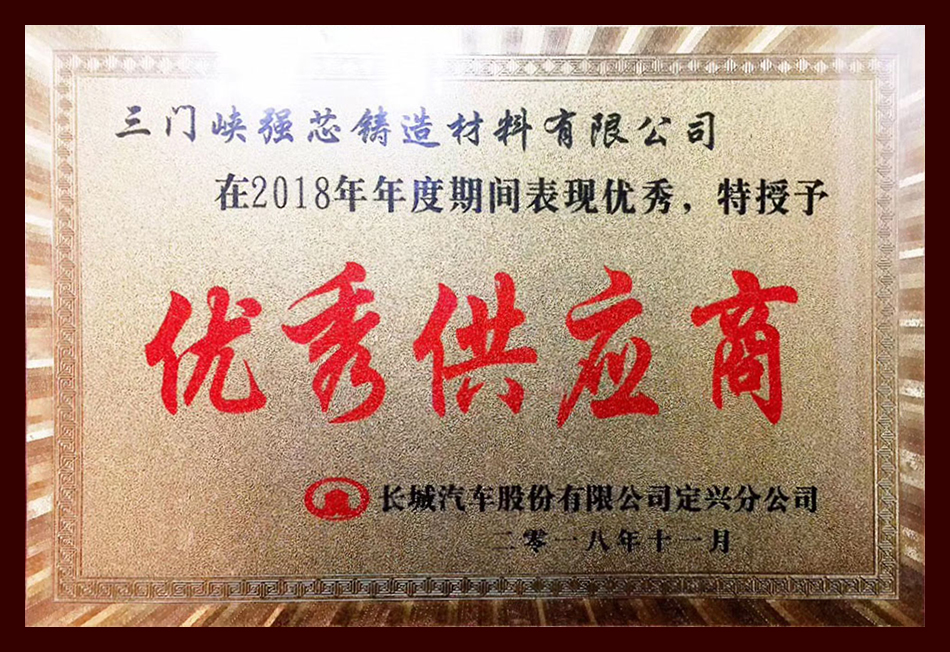 三门峡强芯铸造材料有限公司
在2018年年度期间表现优秀，特授予
优秀供应商
长城汽车股份有限公司定兴分公司
二零一八年十一月